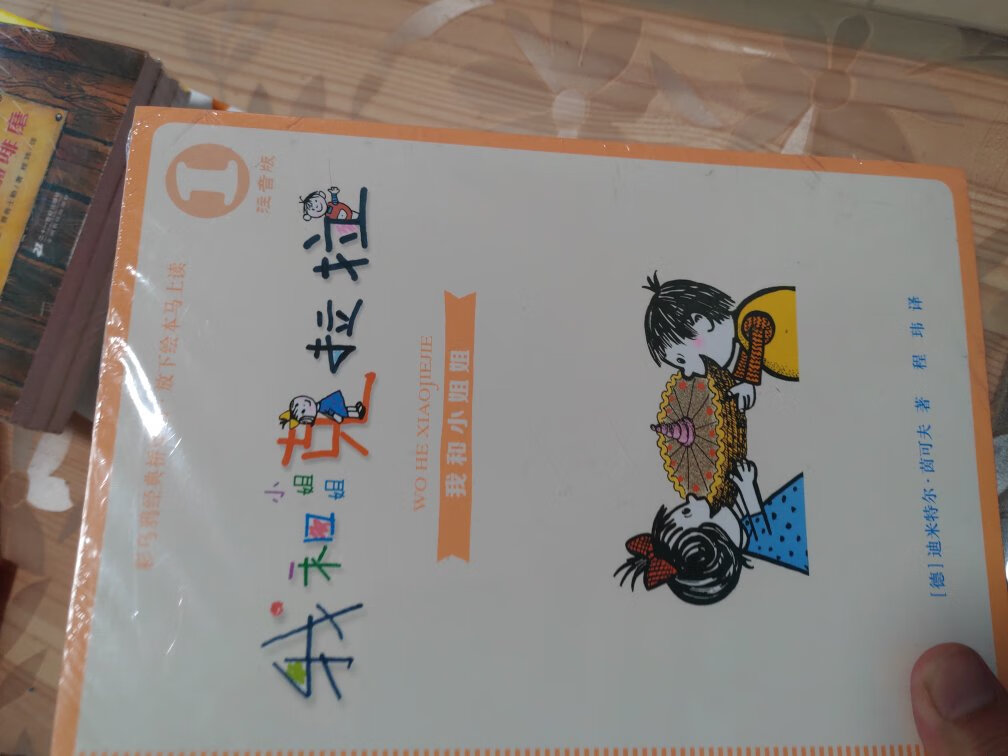 1
注音版
彩乌鸦经典桥 放下绘本马上读
我和小姐姐克拉拉
WO HE XIAOJIEJIE
我和小姐姐
[德]迪米特尔·茵可夫 著 程 玮 译